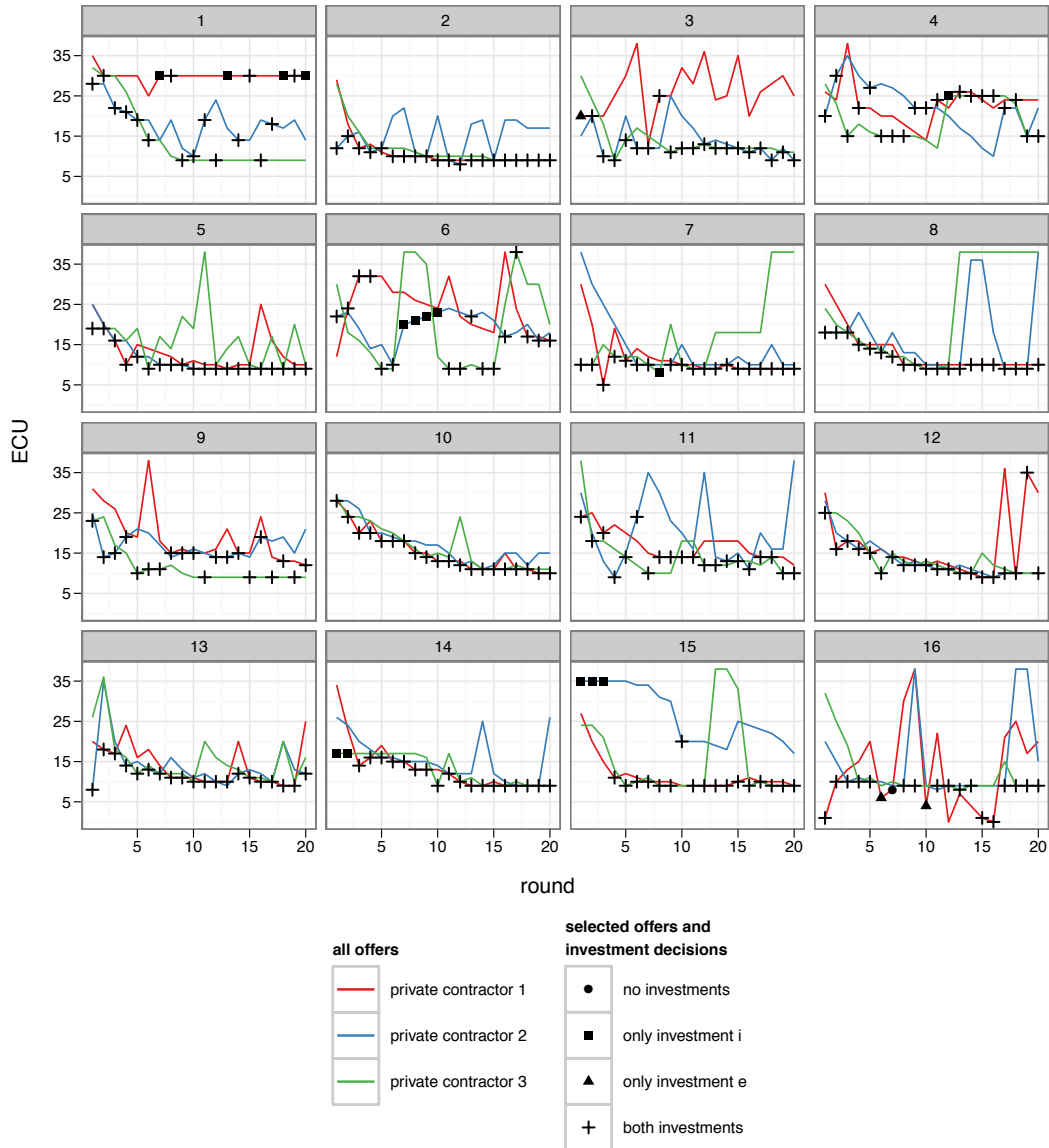 1 2 3 4
35
25
15
5
5 6 7 8
35
25
15
5
ECU
9 10 11 12
35
25
15
5
13 14 15 16
35
25
15
5
5 10 15 20 5 10 15 20 5 10 15 20 5 10 15 20
round
all offers
private contractor 1
private contractor 2
private contractor 3
selected offers and
investment decisions
no investments
only investment i
only investment e
both investments